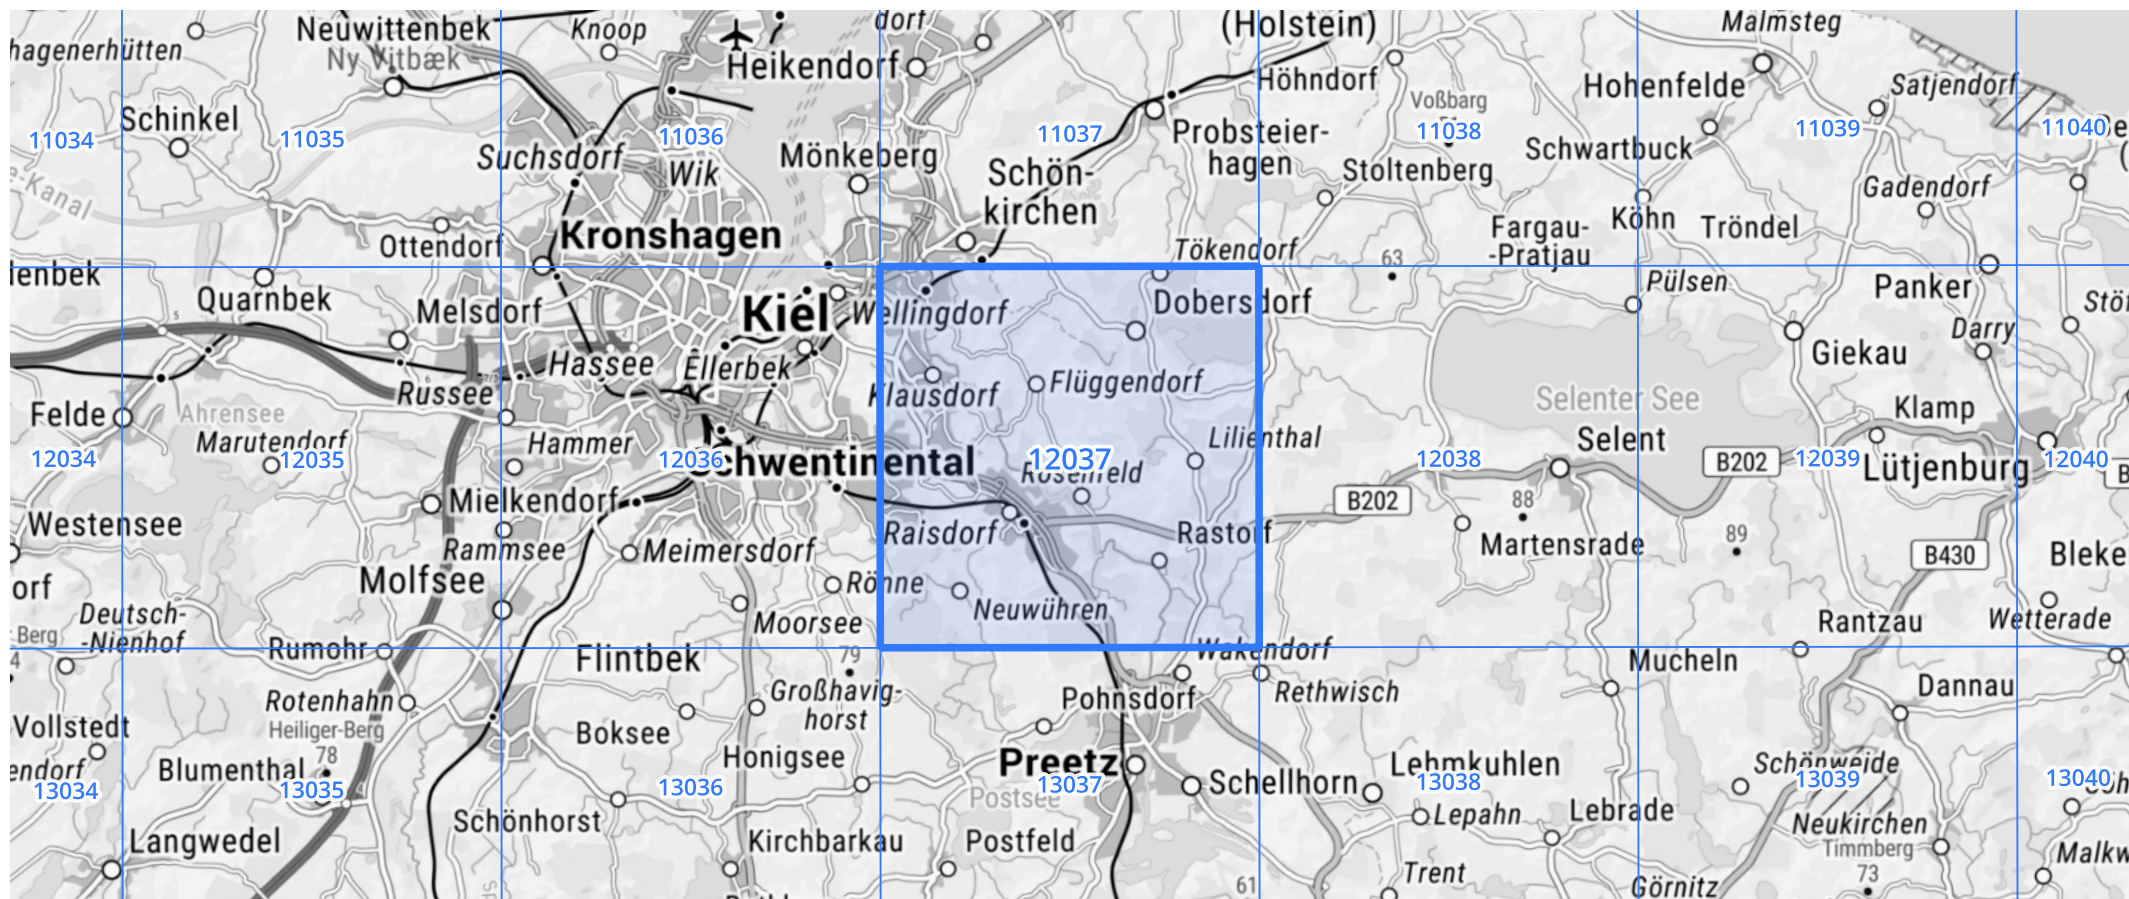 dorf
(Holstein)
Malmsteg
Neuwittenbek
Ny Vitbæk
Knoop
hagenerhütten
Heikendorf
Höhndorf
Hohenfelde
Satjendorf
Voßbarg
Schinkel
11034
11035
11036
11037
11038
11039
11040
Probsteier-
hagen
Schwartbuck
Suchsdorf
Wik
Mönkeberg
Schön-
kirchen
Stoltenberg
Gadendorf
e-Kanal
Kronshagen
Ottendorf
Tökendorf
Fargau-
-Pratjau
Köhn
Tröndel
63
Quarnbek
Melsdorf
Kiel
Wellingdorf
Dobersdorf
Pülsen
Panker
5
Darry
Giekau
Hassee
Ellerbek
Russee
Klausdorf
Flüggendorf
Selenter See
Felde
Ahrensee
Klamp
Marutendorf
Hammer
Lilienthal
Selent
12034
12035
12036
12037
12038
12039
12040
Schwentinental
B202
Lütjenburg
Rosenfeld
Mielkendorf
B202
88
Westensee
Rammsee
Meimersdorf
Raisdorf
Rastorf
Martensrade
89
B430
Molfsee
Rönne
Neuwühren
orf
Deutsch-
-Nienhof
Berg
Moorsee
Rantzau
Wetterade
Rumohr
Flintbek
79
Wakendorf
Mucheln
Rotenhahn
Großhavig-
horst
Pohnsdorf
Rethwisch
Dannau
Vollstedt
Heiliger-Berg
78
Boksee
Honigsee
Preetz
Lehmkuhlen
Schönweide
endorf
Blumenthal
Schellhorn
13034
13035
13036
13037
13038
13039
13040
Postsee
Schönhorst
Lepahn
Lebrade
Neukirchen
Timmberg
73
Langwedel
Kirchbarkau
Postfeld
Malkw
Trent
61
Görnitz